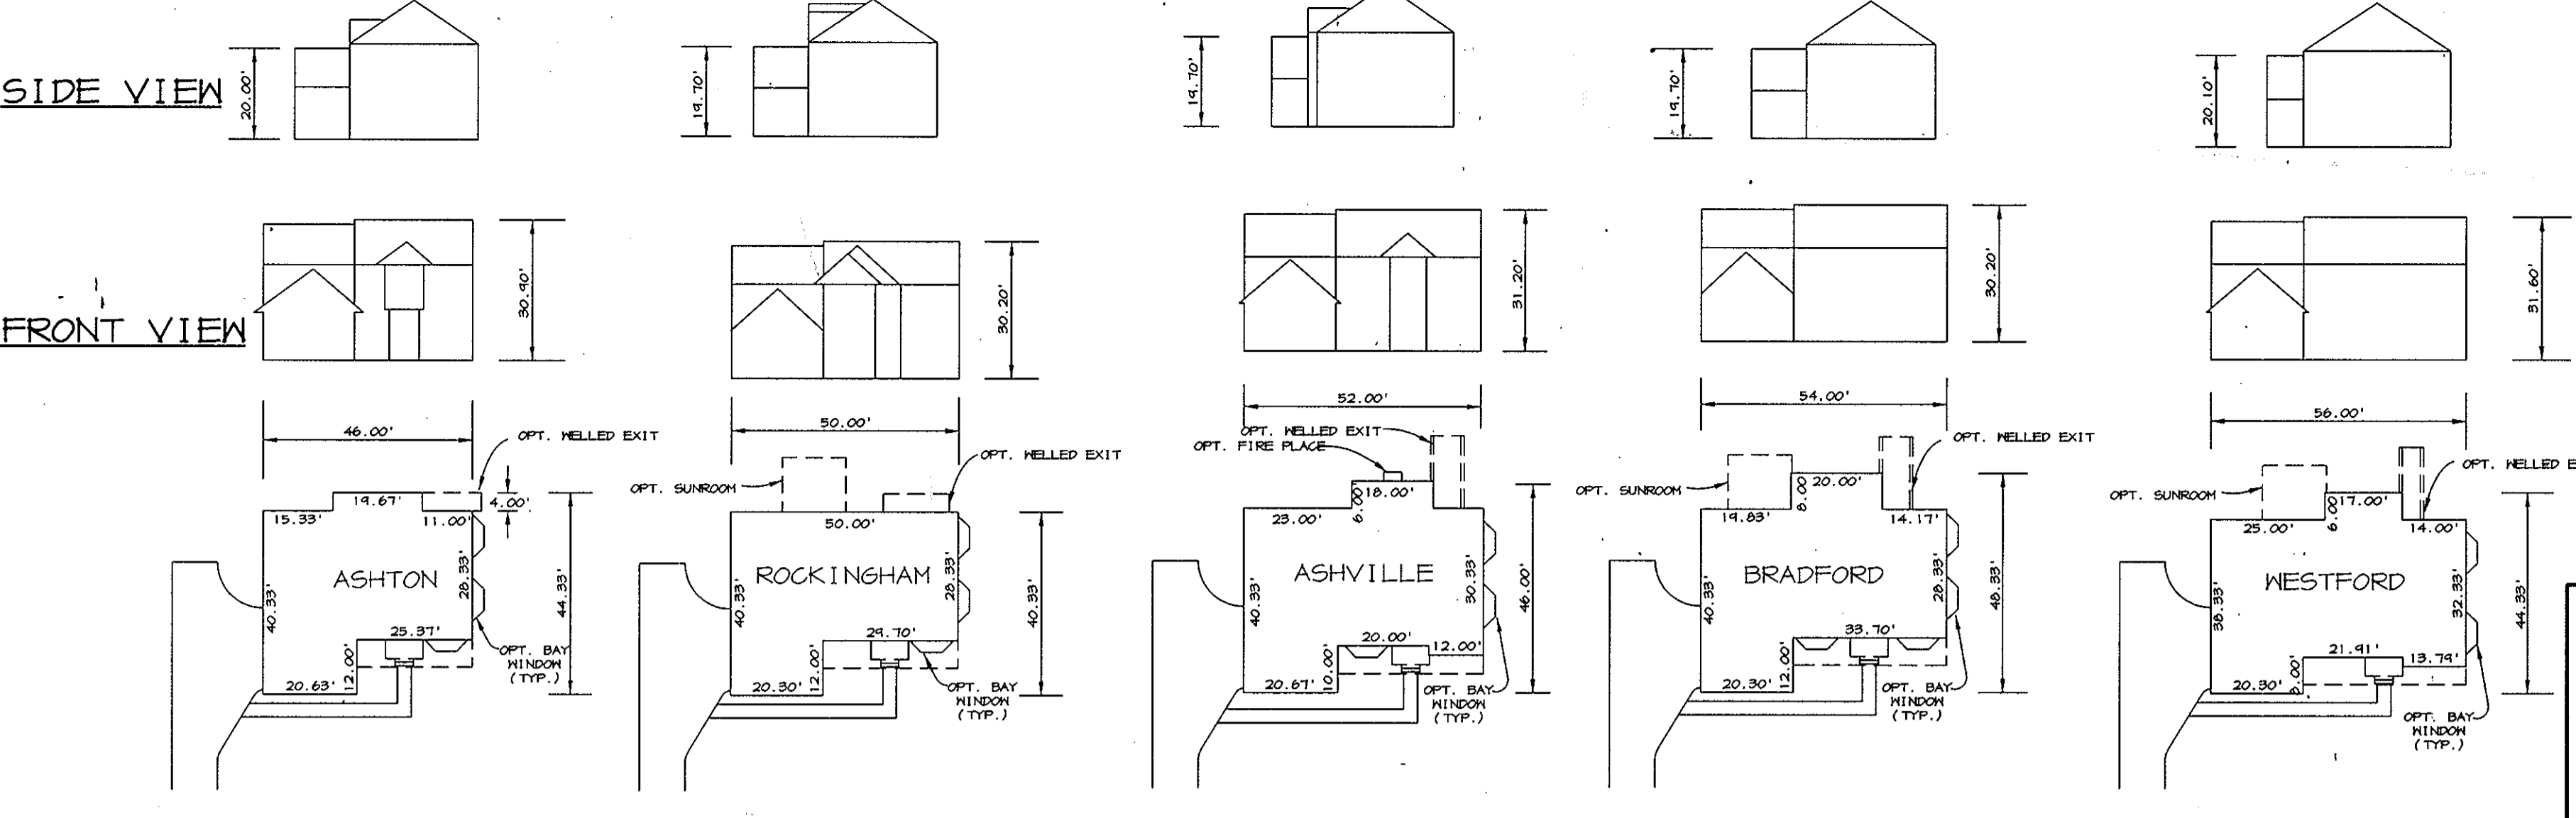 SIDE VIEW
20.00'
19.70'
19.70'
19.70'
20.10'
FRONT VIEW
30.90'
30.20'
31.20'
30.20'
31.60'
46.00'
OPT. WELLED EXIT
19.67'
4.00'
15.33'
11.00'
ASHTON
40.33'
28.33'
44.33'
25.37'
12.00'
20.63'
OPT. BAY
WINDOW
(TYP.)
50.00'
OPT. WELLED EXIT
OPT. SUNROOM
50.00'
ROCKINGHAM
40.33'
28.33'
40.33'
29.70'
12.00'
20.30'
OPT. BAY
WINDOW
(TYP.)
52.00'
OPT. WELLED EXIT
OPT. FIRE PLACE
18.00'
6.00'
23.00'
ASHVILLE
40.33'
30.33'
46.00'
20.00'
12.00'
10.00'
20.67'
OPT. BAY
WINDOW
(TYP.)
54.00'
OPT. WELLED EXIT
OPT. SUNROOM
20.00'
8.00'
19.83'
14.17'
BRADFORD
40.33'
28.33'
48.33'
33.70'
12.00'
20.30'
OPT. BAY
WINDOW
(TYP.)
56.00'
OPT. WELLED E
OPT. SUNROOM
17.00'
6.00'
25.00'
14.00'
WESTFORD
38.33'
32.33'
44.33'
21.91'
13.79'
20.30'
OPT. BAY
WINDOW
(TYP.)